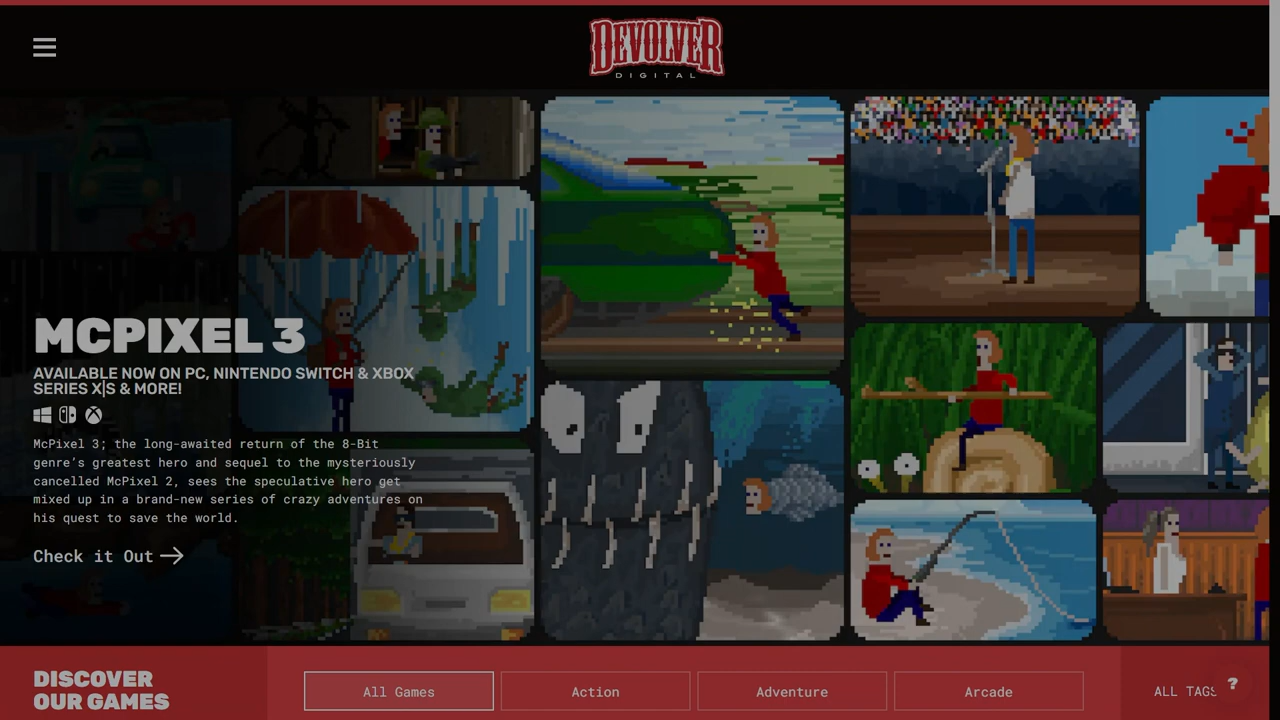 DEVOLVER
DIGITAL
MCPIXEL 3
AVAILABLE NOW ON PC, NINTENDO SWITCH & XBOX
SERIES X|S & MORE!
McPixel 3; the long-awaited return of the 8-Bit
genre’s greatest hero and sequel to the mysteriously
cancelled McPixel 2, sees the speculative hero get
mixed up in a brand-new series of crazy adventures on
his quest to save the world.
Check it Out
DISCOVER
OUR GAMES
All Games
Action
Adventure
Arcade
ALL TAGS
?